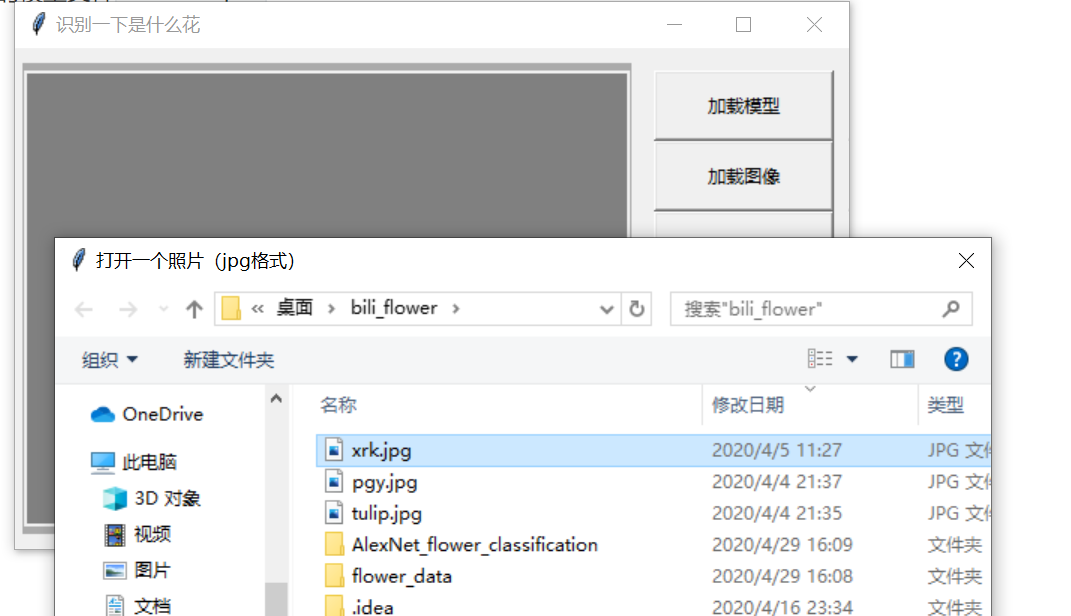 识别一下是什么花
加载模型
加载图像
打开一个照片（jpg格式）
« 桌面 › bili_flower ›
搜索"bili_flower"
组织
新建文件夹
OneDrive
此电脑
3D 对象
视频
图片
文档
名称 修改日期 类型
xrk.jpg 2020/4/5 11:27 JPG 文件
pgy.jpg 2020/4/4 21:37 JPG 文件
tulip.jpg 2020/4/4 21:35 JPG 文件
AlexNet_flower_classification 2020/4/29 16:09 文件夹
flower_data 2020/4/29 16:08 文件夹
.idea 2020/4/16 23:34 文件夹